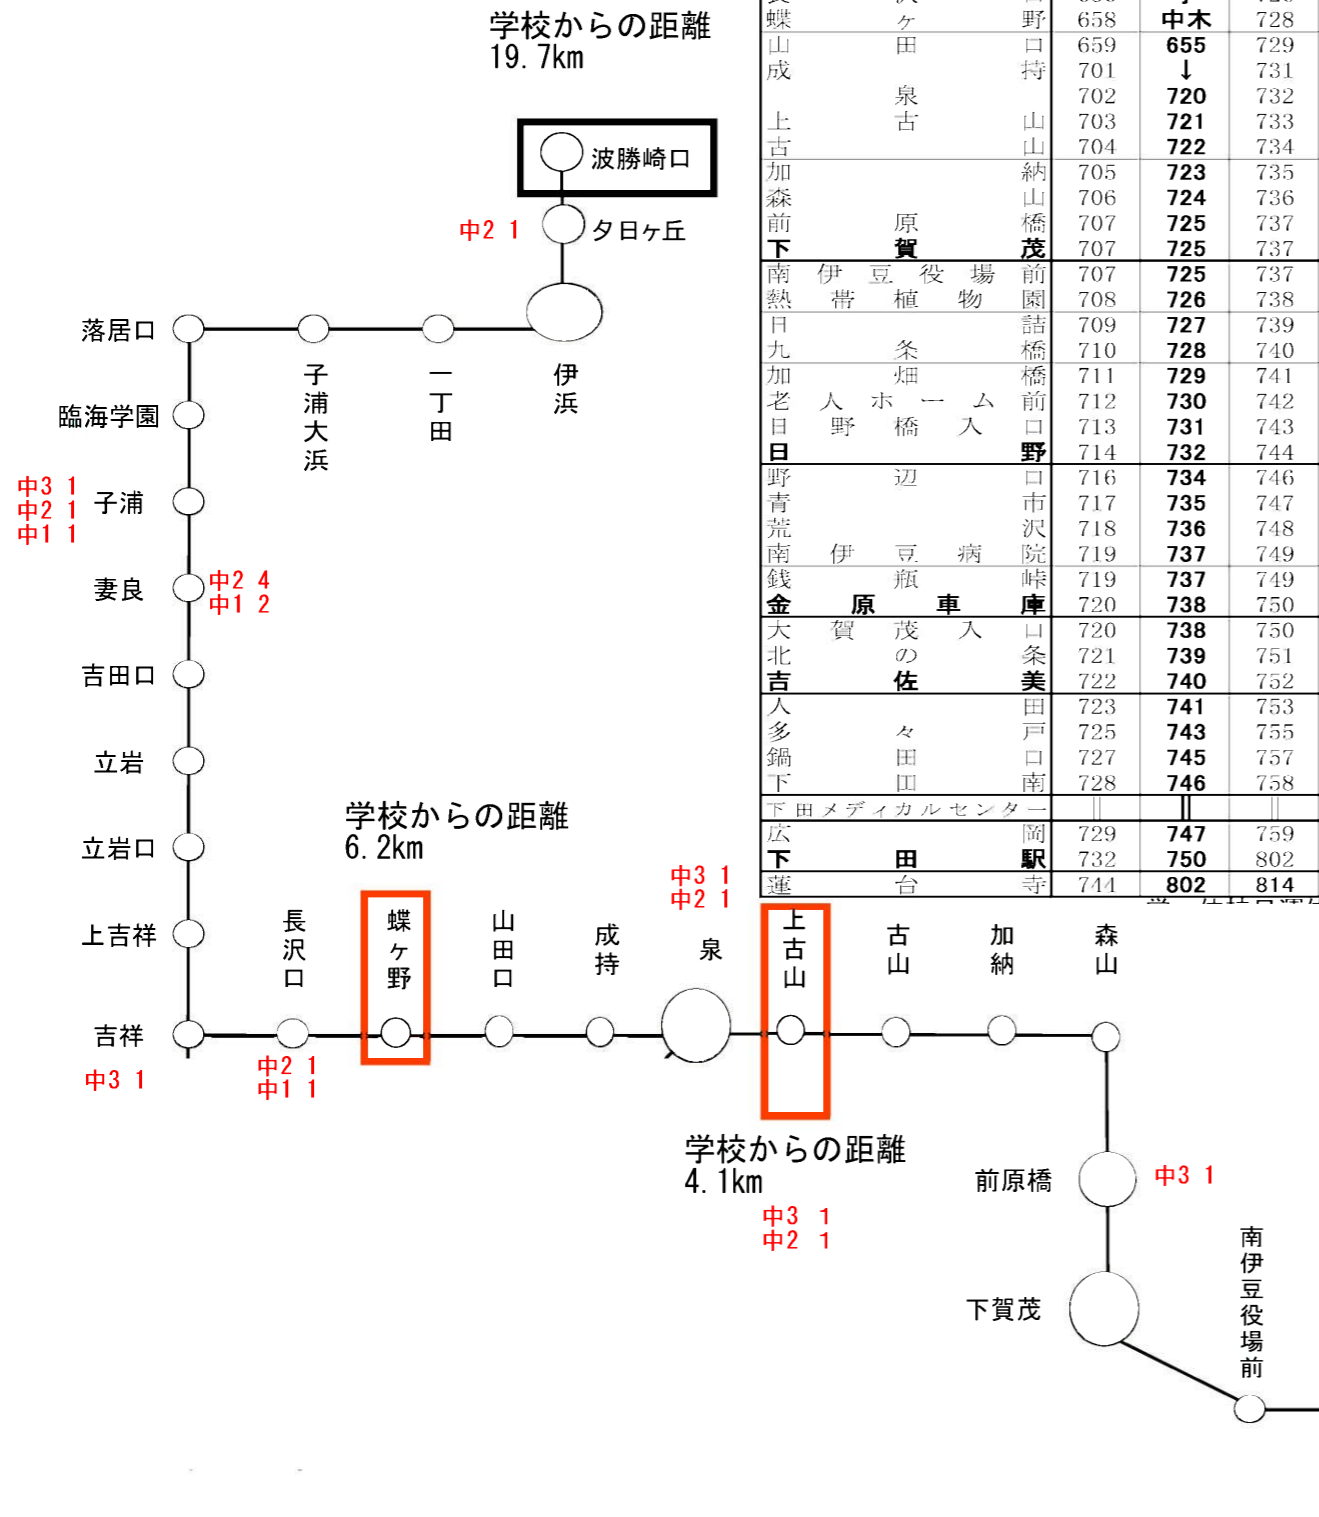 学校からの距離
19.7km
波勝崎口
中2 1
夕日ヶ丘
落居口
子浦大浜
一丁田
伊浜
臨海学園
中3 1
中2 1
中1 1
子浦
妻良
中2 4
中1 2
吉田口
立岩
立岩口
上吉祥
吉祥
中3 1
学校からの距離
6.2km
長沢口
中2 1
中1 1
蝶ヶ野
山田口
成持
中3 1
中2 1
泉
上古山
学校からの距離
4.1km
中3 1
中2 1
古山
加納
森山
前原橋
中3 1
下賀茂
南伊豆役場前
蝶ヶ野 658 中木 728
山田口 659 655 729
成持 701 ↓ 731
泉 702 720 732
上古山 703 721 733
古山 704 722 734
加納 705 723 735
森山 706 724 736
前原橋 707 725 737
下賀茂 707 725 737
南伊豆役場前 707 725 737
熱帯植物園 708 726 738
日詰 709 727 739
九条橋 710 728 740
加畑橋 711 729 741
老人ホーム前 712 730 742
日野橋入口 713 731 743
日野 714 732 744
野辺口 716 734 746
青市 717 735 747
荒沢 718 736 748
南伊豆病院 719 737 749
銭瓶峠 719 737 749
金原車庫 720 738 750
大賀茂入口 720 738 750
北の条 721 739 751
吉佐美 722 740 752
入田 723 741 753
多々戸 725 743 755
鍋田口 727 745 757
下田南 728 746 758
下田メディカルセンター || || ||
広岡 729 747 759
下田駅 732 750 802
蓮台寺 744 802 814